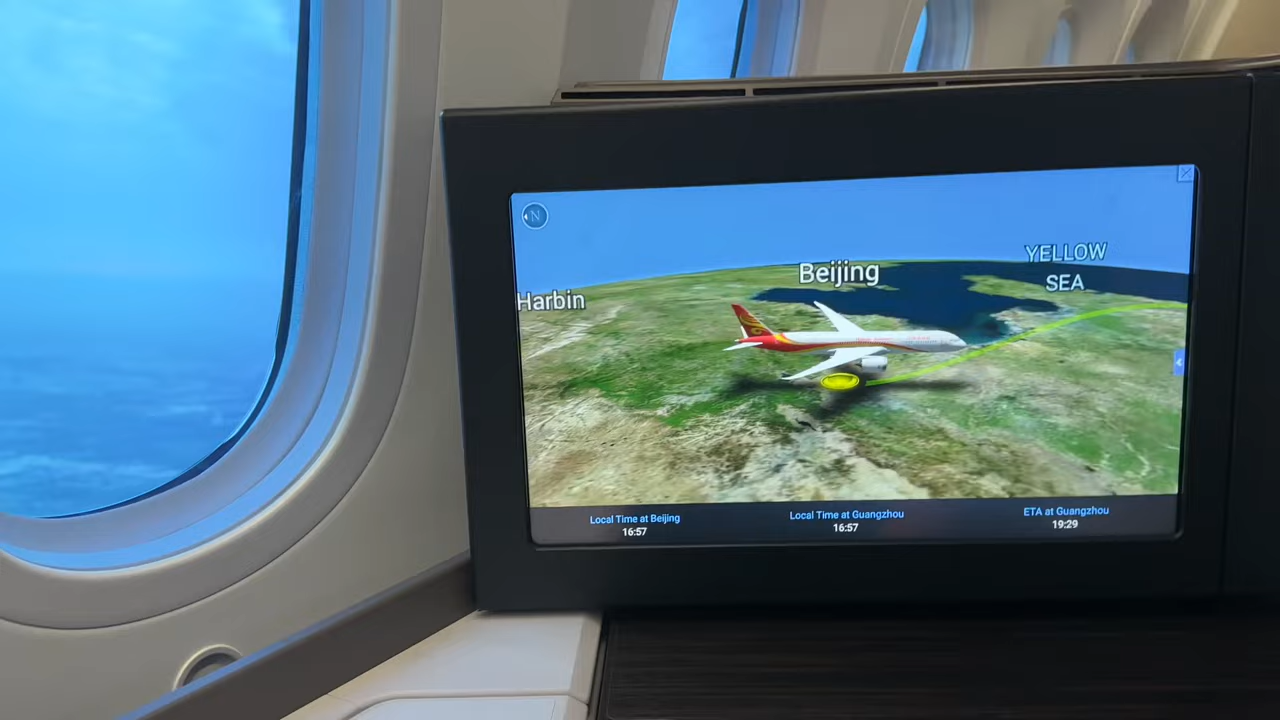 N
Harbin
Beijing
YELLOW
SEA
Local Time at Beijing
16:57
Local Time at Guangzhou
16:57
ETA at Guangzhou
19:29